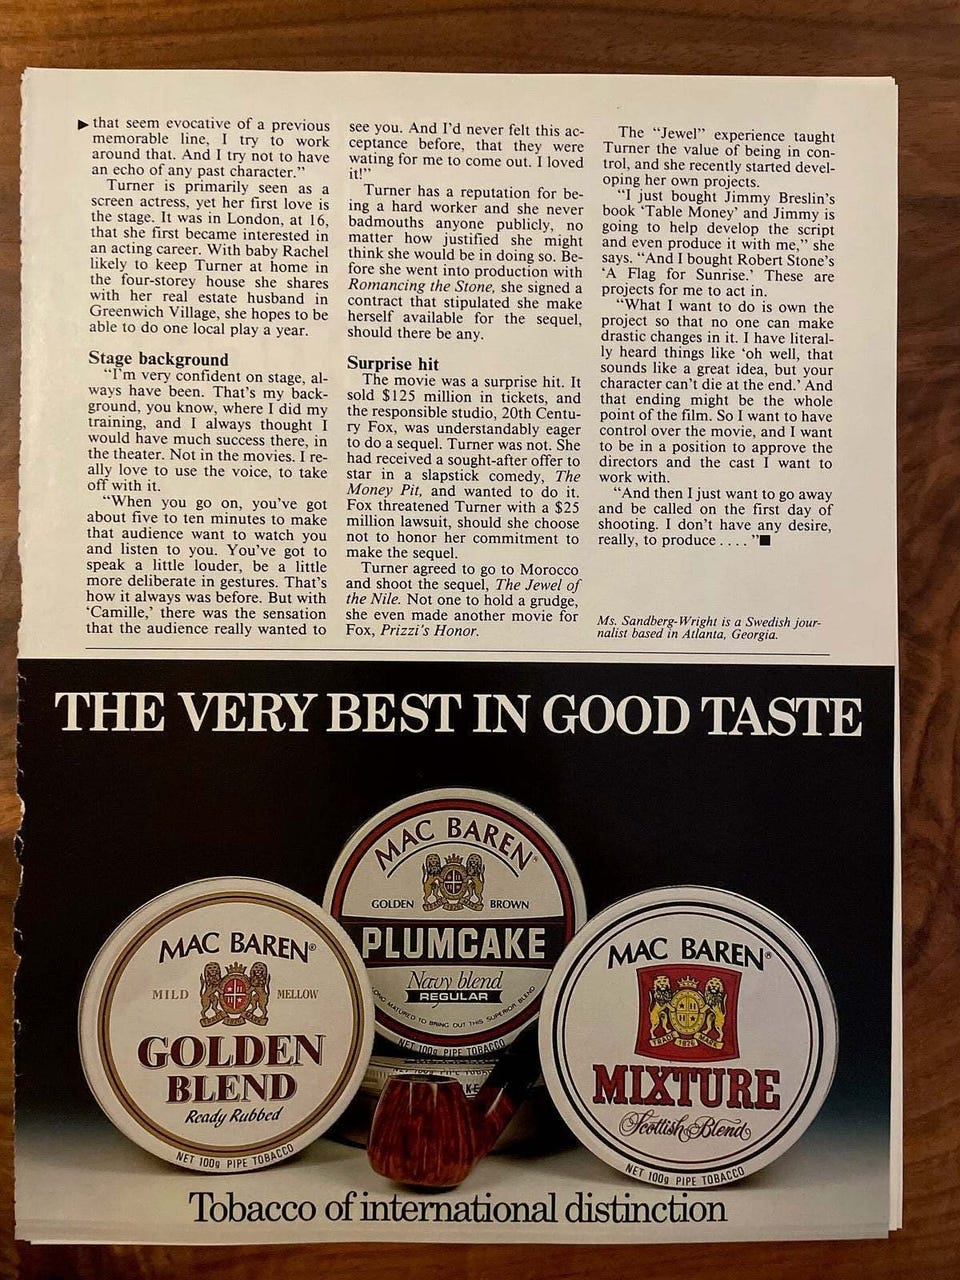 ►that seem evocative of a previous
memorable line, I try to work
around that. And I try not to have
an echo of any past character.”
Turner is primarily seen as a
screen actress, yet her first love is
the stage. It was in London, at 16,
that she first became interested in
an acting career. With baby Rachel
likely to keep Turner at home in
the four-storey house she shares
with her real estate husband in
Greenwich Village, she hopes to be
able to do one local play a year.
Stage background
“I'm very confident on stage, al-
ways have been. That's my back-
ground, you know, where I did my
training, and I always thought I
would have much success there, in
the theater. Not in the movies. I re-
ally love to use the voice, to take
off with it.
“When you go on, you've got
about five to ten minutes to make
that audience want to watch you
and listen to you. You've got to
speak a little louder, be a little
more deliberate in gestures. That's
how it always was before. But with
‘Camille,’ there was the sensation
that the audience really wanted to
see you. And I'd never felt this ac-
ceptance before, that they were
wating for me to come out. I loved
it!”
Turner has a reputation for be-
ing a hard worker and she never
badmouths anyone publicly, no
matter how justified she might
think she would be in doing so. Be-
fore she went into production with
Romancing the Stone, she signed a
contract that stipulated she make
herself available for the sequel,
should there be any.
Surprise hit
The movie was a surprise hit. It
sold $125 million in tickets, and
the responsible studio, 20th Centu-
ry Fox, was understandably eager
to do a sequel. Turner was not. She
had received a sought-after offer to
star in a slapstick comedy, The
Money Pit, and wanted to do it.
Fox threatened Turner with a $25
million lawsuit, should she choose
not to honor her commitment to
make the sequel.
Turner agreed to go to Morocco
and shoot the sequel, The Jewel of
the Nile. Not one to hold a grudge,
she even made another movie for
Fox, Prizzi's Honor.
The “Jewel” experience taught
Turner the value of being in con-
trol, and she recently started devel-
oping her own projects.
“I just bought Jimmy Breslin's
book ‘Table Money’ and Jimmy is
going to help develop the script
and even produce it with me,” she
says. “And I bought Robert Stone's
‘A Flag for Sunrise.’ These are
projects for me to act in.
“What I want to do is own the
project so that no one can make
drastic changes in it. I have literal-
ly heard things like ‘oh well, that
sounds like a great idea, but your
character can't die at the end.’ And
that ending might be the whole
point of the film. So I want to have
control over the movie, and I want
to be in a position to approve the
directors and the cast I want to
work with.
“And then I just want to go away
and be called on the first day of
shooting. I don't have any desire,
really, to produce . . . . ”■
Ms. Sandberg-Wright is a Swedish jour-
nalist based in Atlanta, Georgia.
THE VERY BEST IN GOOD TASTE
MAC BAREN®
GOLDEN BROWN
PLUMCAKE
Navy blend
REGULAR
LONG MATURED TO BRING OUT THIS SUPERIOR BLEND
NET 100g PIPE TOBACCO
MAC BAREN®
MILD MELLOW
GOLDEN
BLEND
Ready Rubbed
NET 100g PIPE TOBACCO
MAC BAREN®
TRADE 1826 MARK
MIXTURE
Scottish Blend
NET 100g PIPE TOBACCO
Tobacco of international distinction